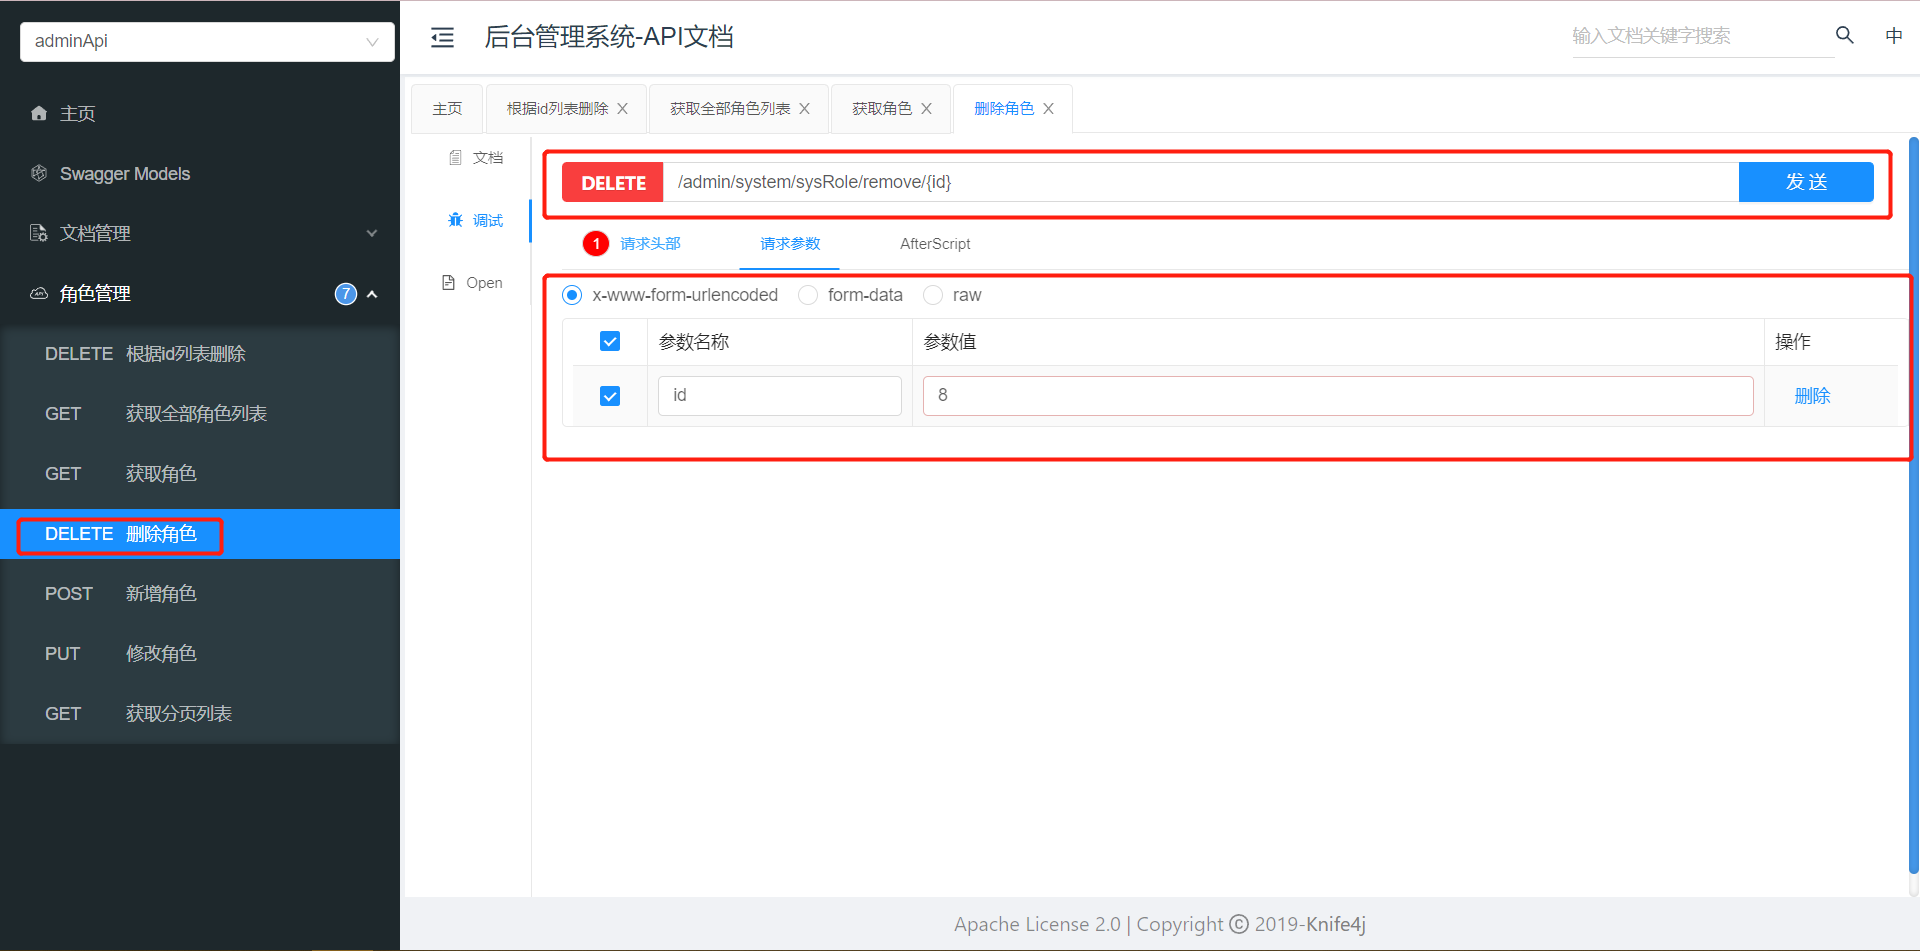 adminApi
主页
Swagger Models
文档管理
角色管理 7
DELETE 根据id列表删除
GET 获取全部角色列表
GET 获取角色
DELETE 删除角色
POST 新增角色
PUT 修改角色
GET 获取分页列表
后台管理系统-API文档
输入文档关键字搜索
中
主页 根据id列表删除 获取全部角色列表 获取角色 删除角色
文档
调试
Open
DELETE /admin/system/sysRole/remove/{id} 发 送
1 请求头部 请求参数 AfterScript
x-www-form-urlencoded form-data raw
参数名称 参数值 操作
id 8 删除
Apache License 2.0 | Copyright © 2019-Knife4j